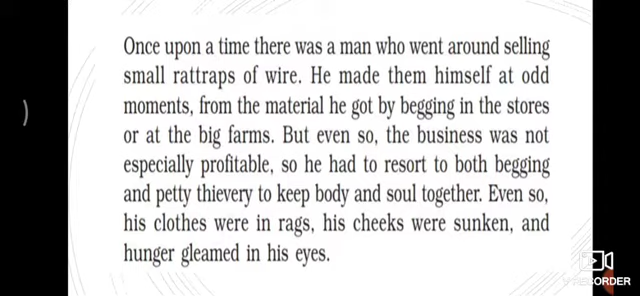 Once upon a time there was a man who went around selling
small rattraps of wire. He made them himself at odd
moments, from the material he got by begging in the stores
or at the big farms. But even so, the business was not
especially profitable, so he had to resort to both begging
and petty thievery to keep body and soul together. Even so,
his clothes were in rags, his cheeks were sunken, and
hunger gleamed in his eyes.